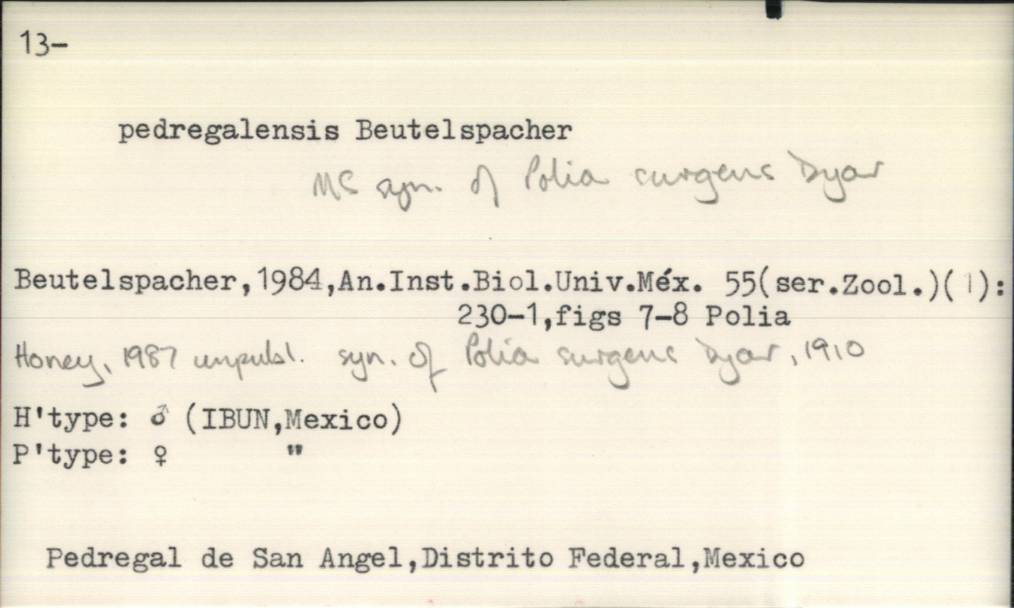 13-
pedregalensis Beutelspacher
MS syn. of Polia surgens Dyar
Beutelspacher,1984,An.Inst.Biol.Univ.Méx. 55(ser.Zool.)(1):
230-1,figs 7-8 Polia
Honey, 1987 unpubl. syn. of Polia surgens Dyar, 1910
H'type: ♂ (IBUN,Mexico)
P'type: ♀ "
Pedregal de San Angel,Distrito Federal,Mexico